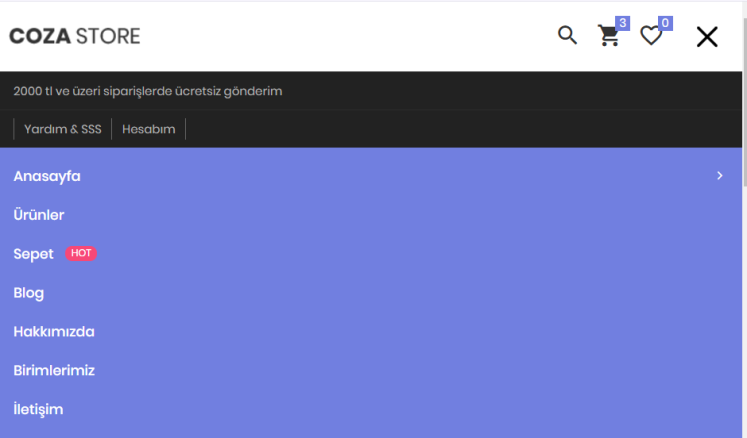 COZA STORE
3
0
2000 tl ve üzeri siparişlerde ücretsiz gönderim
Yardım & SSS
Hesabım
Anasayfa
Ürünler
Sepet HOT
Blog
Hakkımızda
Birimlerimiz
İletişim